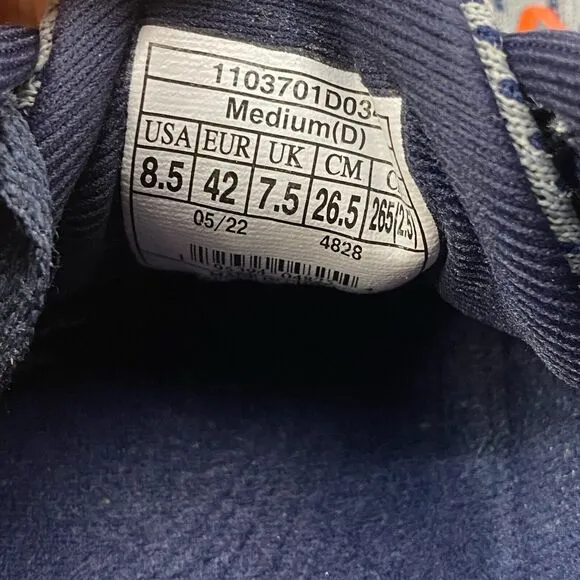 1103701D03
Medium(D)
USA EUR UK CM C
8.5 42 7.5 26.5 265(2.5)
05/22 4828